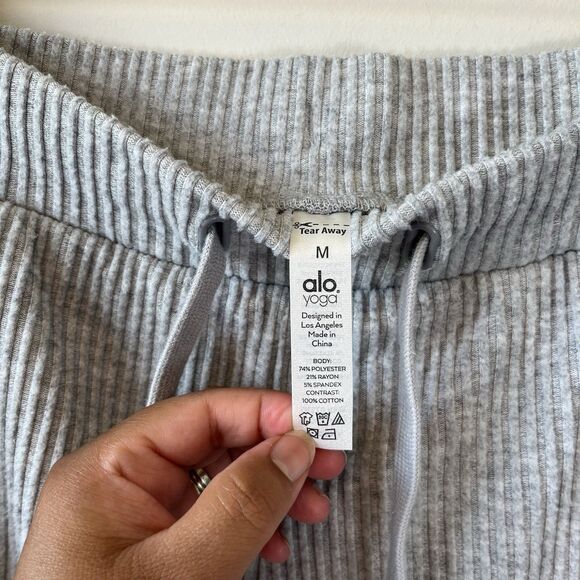 Tear Away
M
alo®
yoga
Designed in
Los Angeles
Made in
China
BODY:
74% POLYESTER
21% RAYON
5% SPANDEX
CONTRAST:
100% COTTON